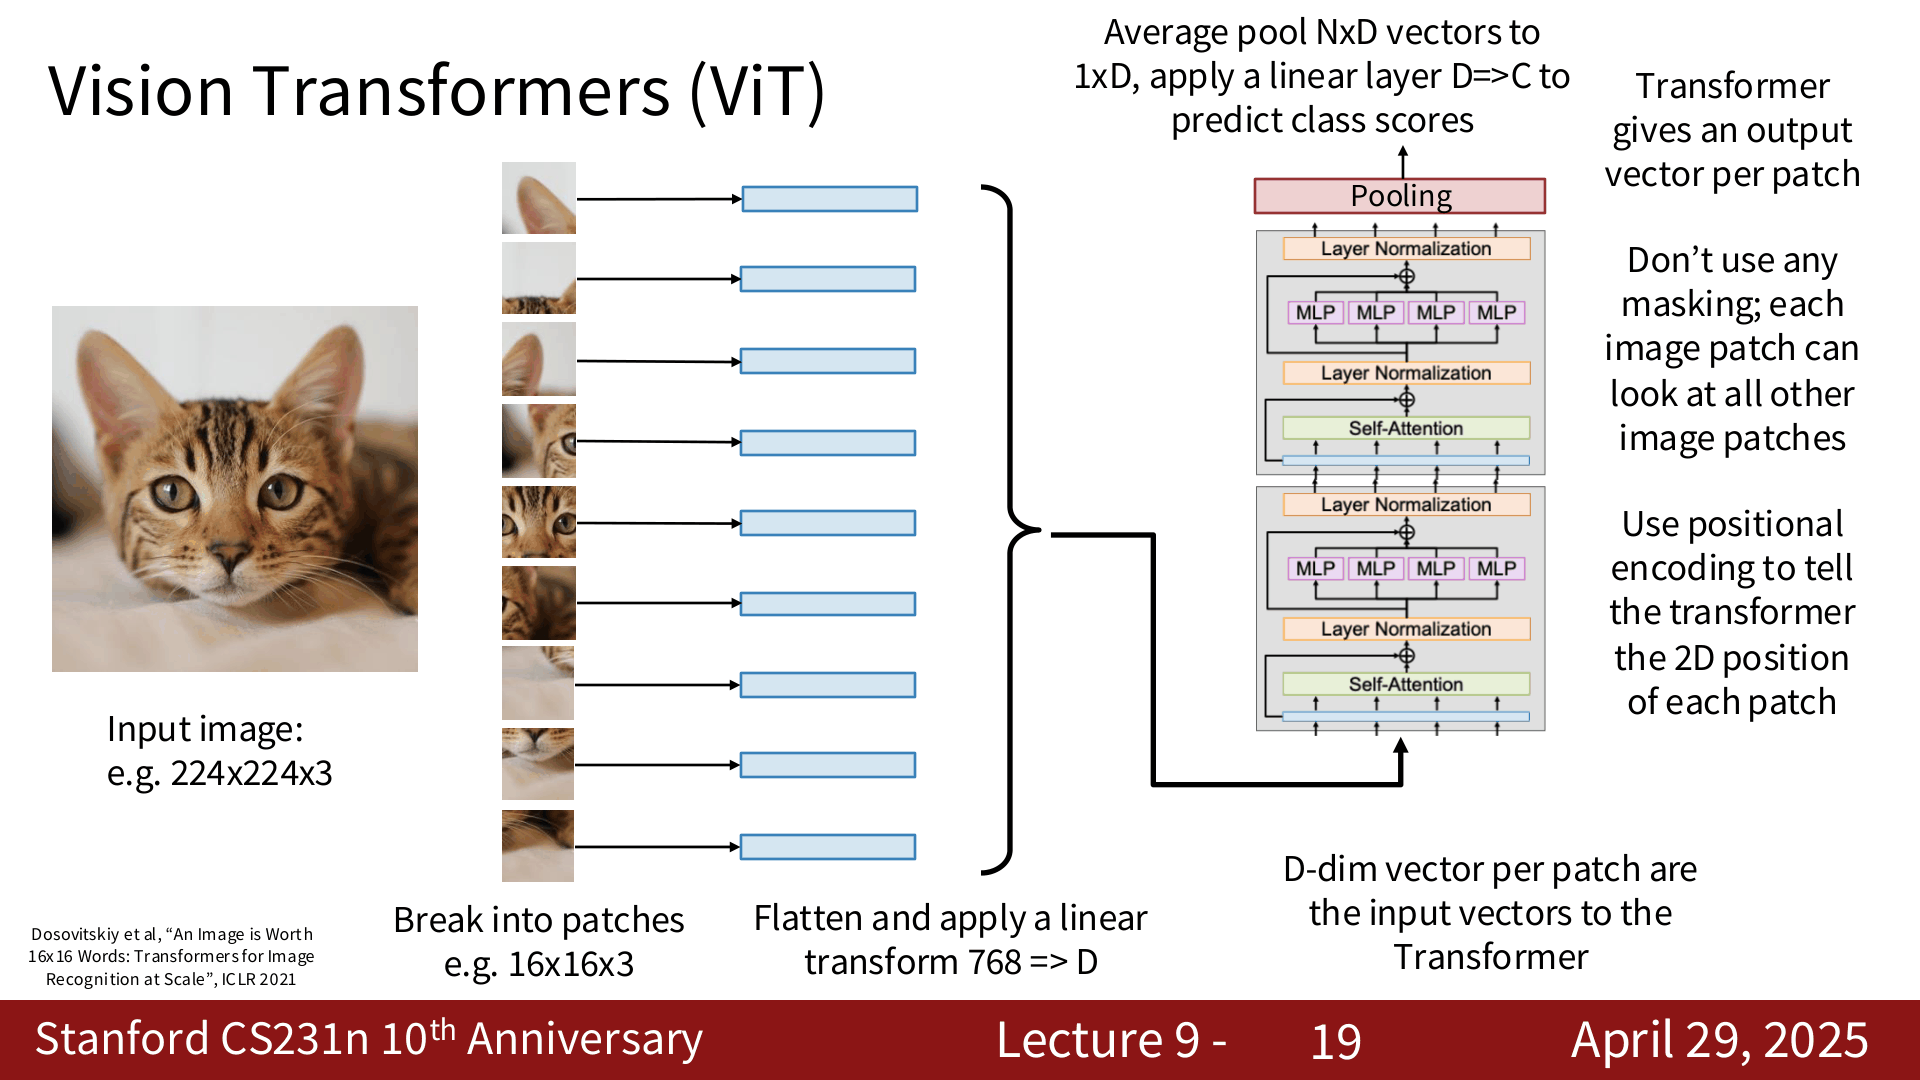 Vision Transformers (ViT)
Input image:
e.g. 224x224x3
Break into patches
e.g. 16x16x3
Flatten and apply a linear
transform 768 => D
D-dim vector per patch are
the input vectors to the
Transformer
Average pool NxD vectors to
1xD, apply a linear layer D=>C to
predict class scores
Pooling
Layer Normalization
MLP MLP MLP MLP
Layer Normalization
Self-Attention
Layer Normalization
MLP MLP MLP MLP
Layer Normalization
Self-Attention
Transformer
gives an output
vector per patch
Don’t use any
masking; each
image patch can
look at all other
image patches
Use positional
encoding to tell
the transformer
the 2D position
of each patch
Dosovitskiy et al, “An Image is Worth
16x16 Words: Transformers for Image
Recognition at Scale”, ICLR 2021
Stanford CS231n 10th Anniversary
Lecture 9 - 19
April 29, 2025